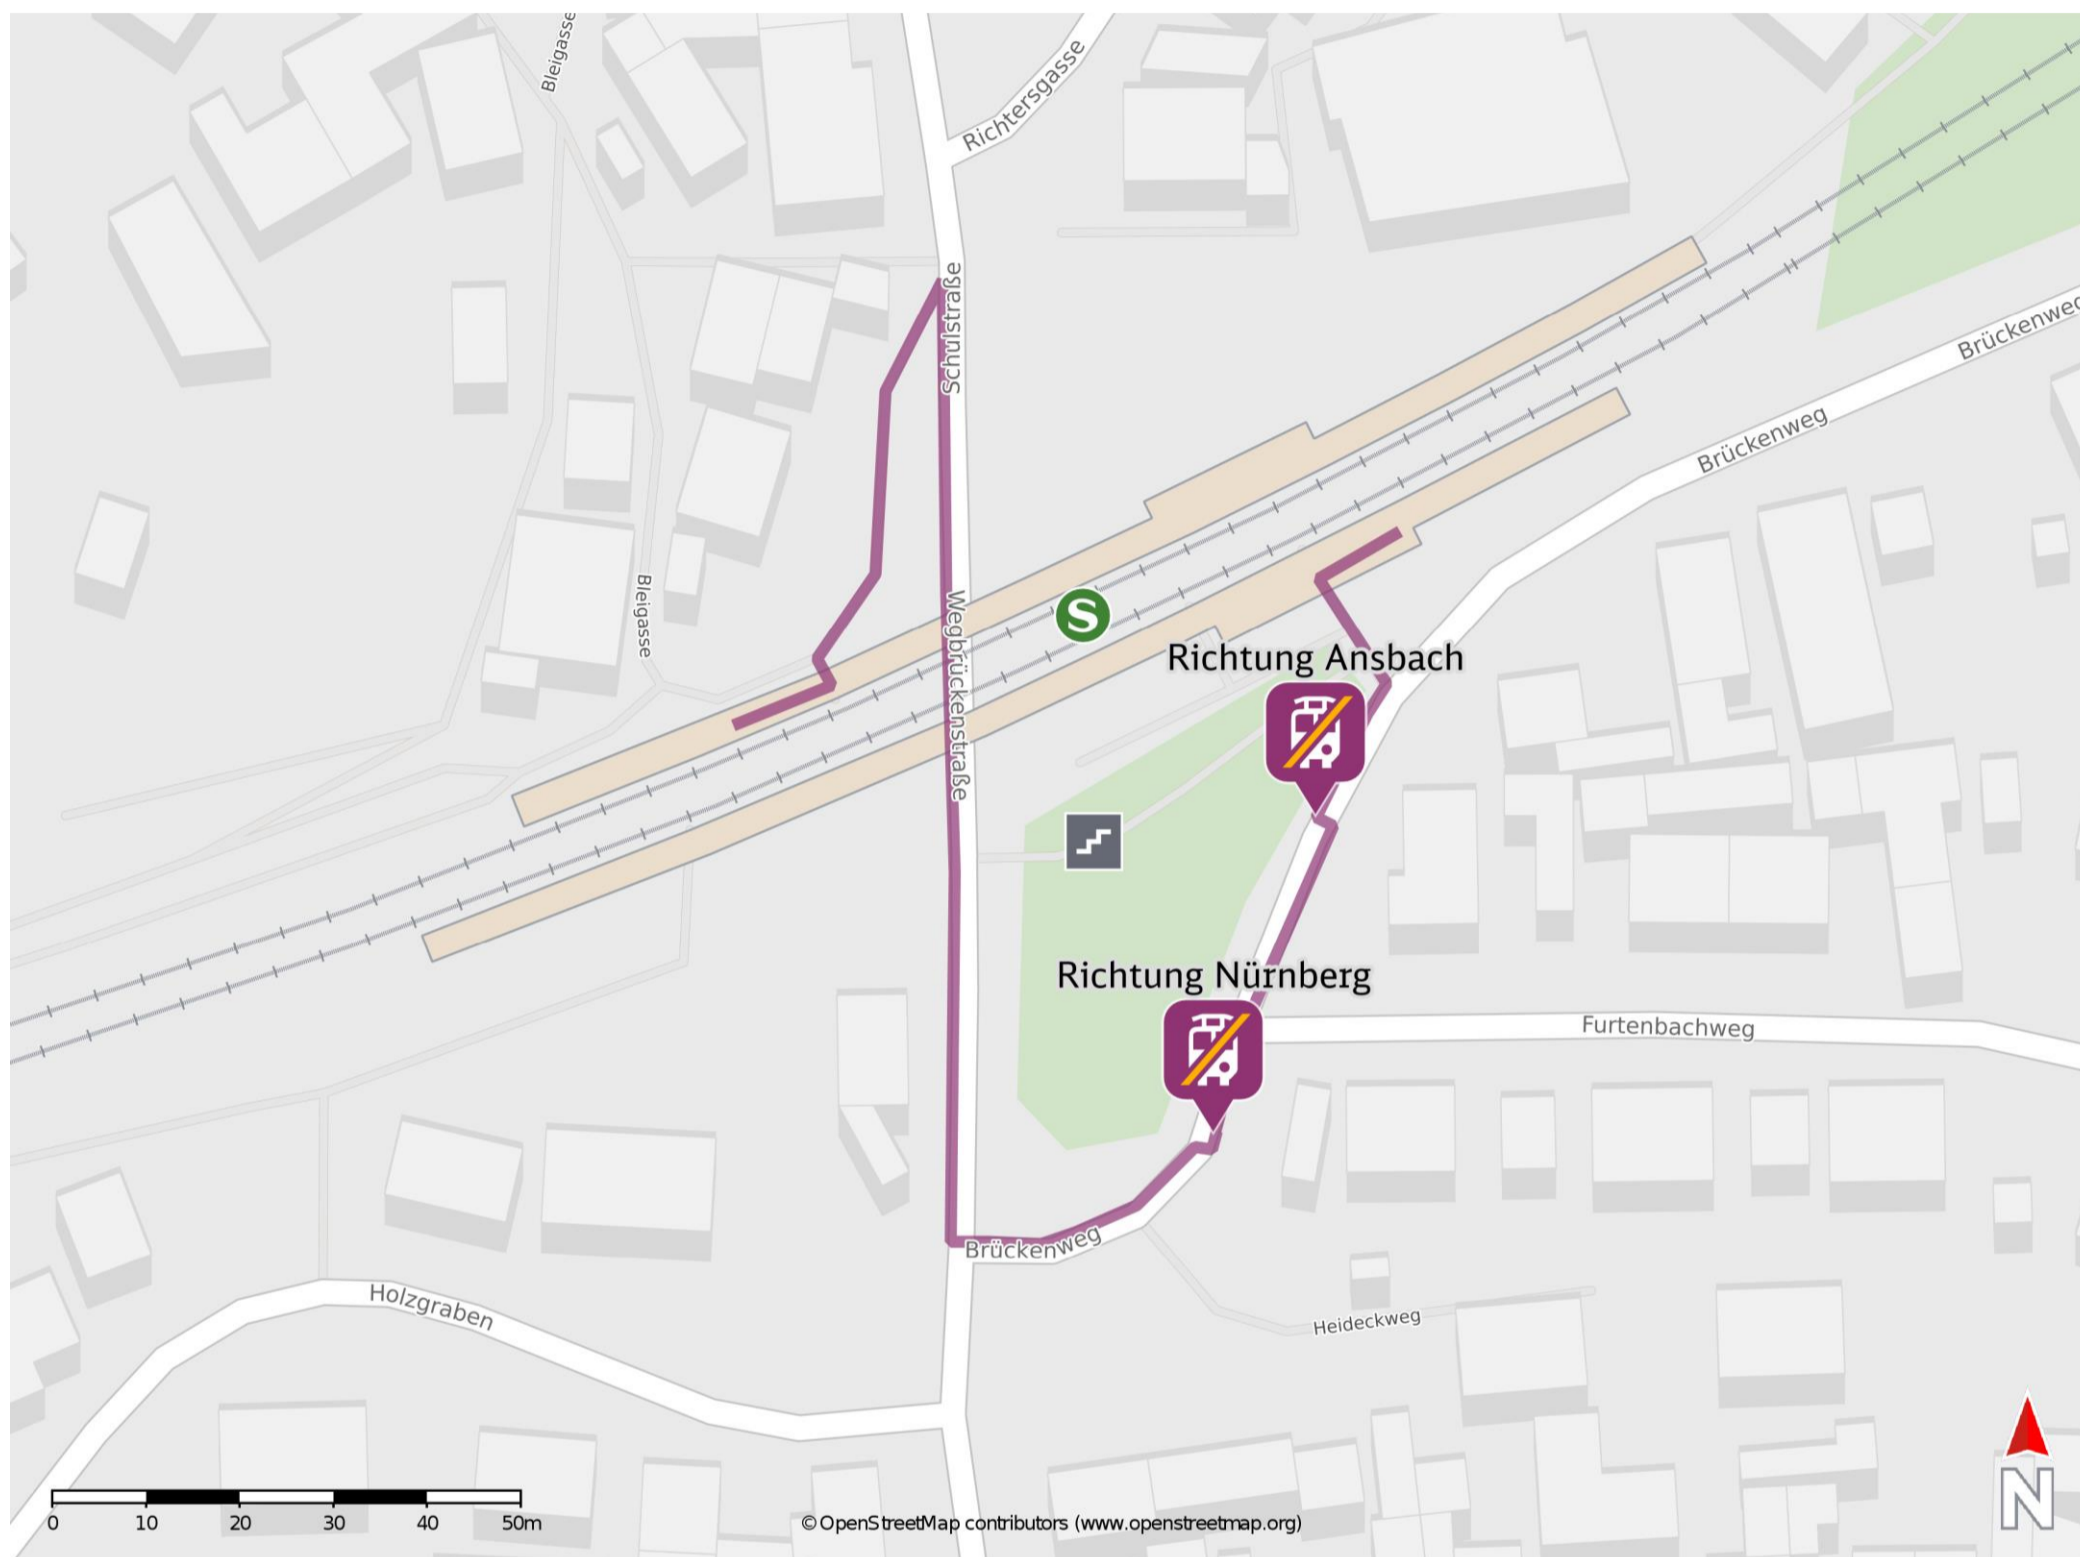 Bleigasse
Richtersgasse
Schulstraße
Brückenweg
Brückenweg
Bleigasse
Wegbrückenstraße
S
Richtung Ansbach
Richtung Nürnberg
Furtenbachweg
Brückenweg
Holzgraben
Heideckweg
0 10 20 30 40 50m
© OpenStreetMap contributors (www.openstreetmap.org)
N